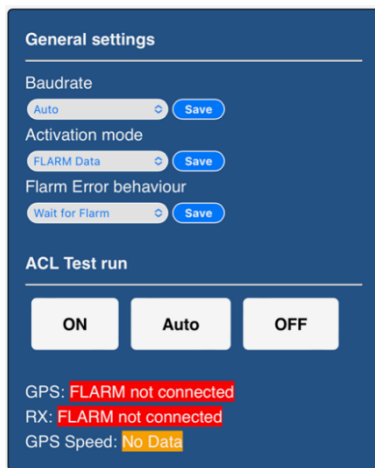 General settings
Baudrate
Auto Save
Activation mode
FLARM Data Save
Flarm Error behaviour
Wait for Flarm Save
ACL Test run
ON Auto OFF
GPS: FLARM not connected
RX: FLARM not connected
GPS Speed: No Data